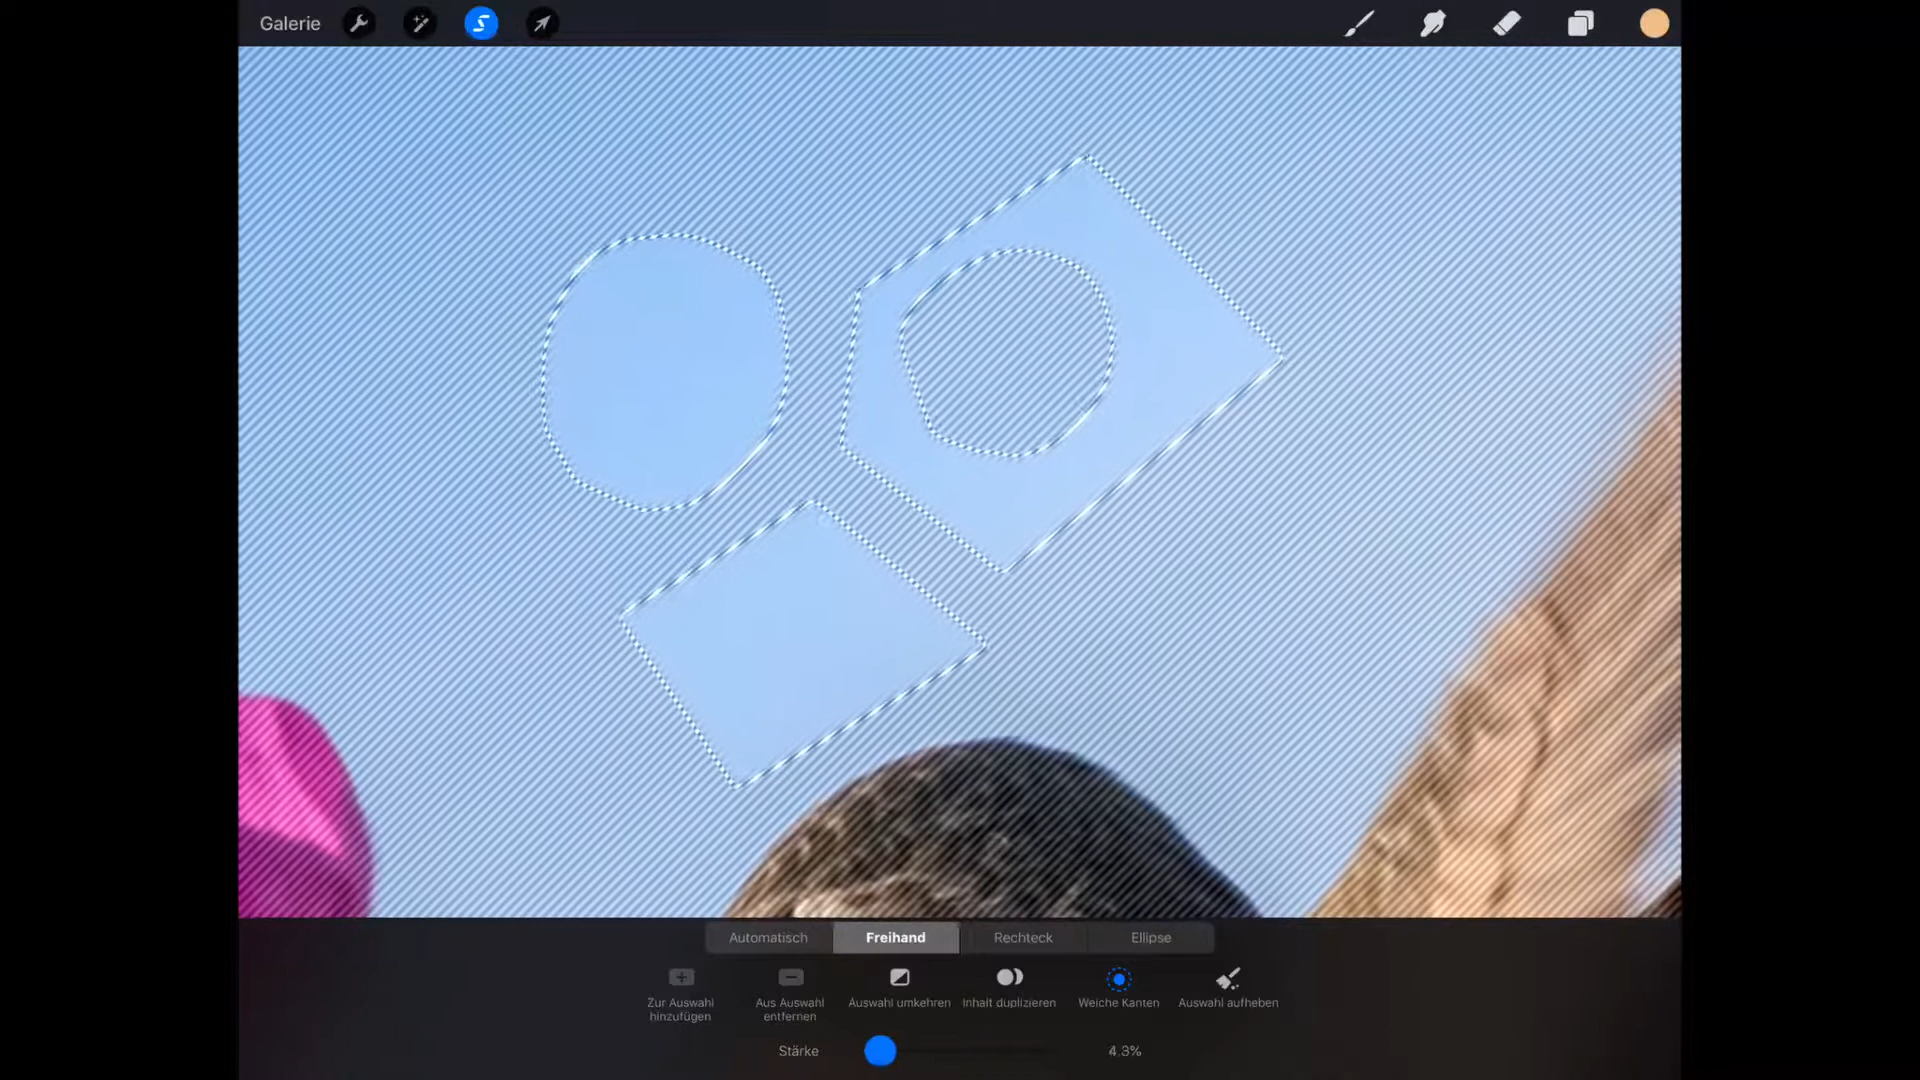 Galerie
Automatisch Freihand Rechteck Ellipse
Zur Auswahl hinzufügen Aus Auswahl entfernen Auswahl umkehren Inhalt duplizieren Weiche Kanten Auswahl aufheben
Stärke 4.3%